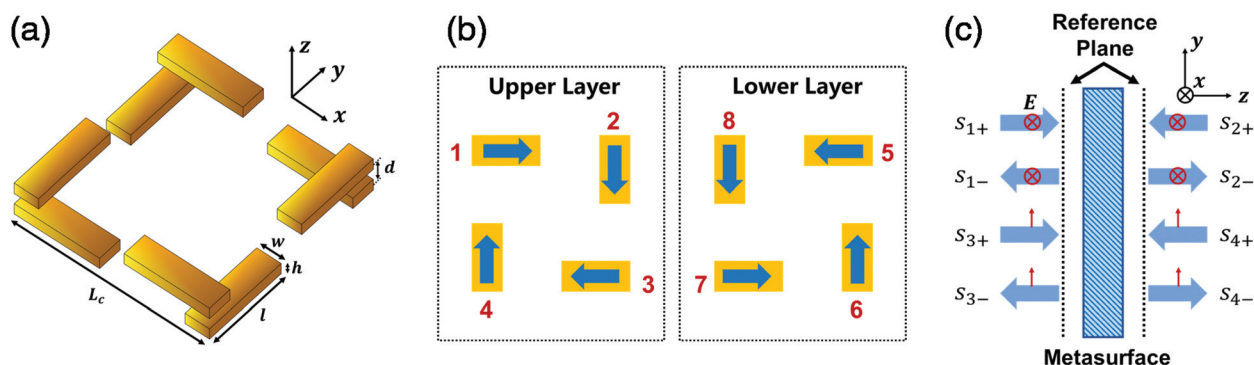 (a)
z
y
x
d
w
h
l
L_c
(b)
Upper Layer
1
2
3
4
Lower Layer
8
5
7
6
(c)
Reference
Plane
y
x
z
E
S_{1+}
S_{2+}
S_{1-}
S_{2-}
S_{3+}
S_{4+}
S_{3-}
S_{4-}
Metasurface